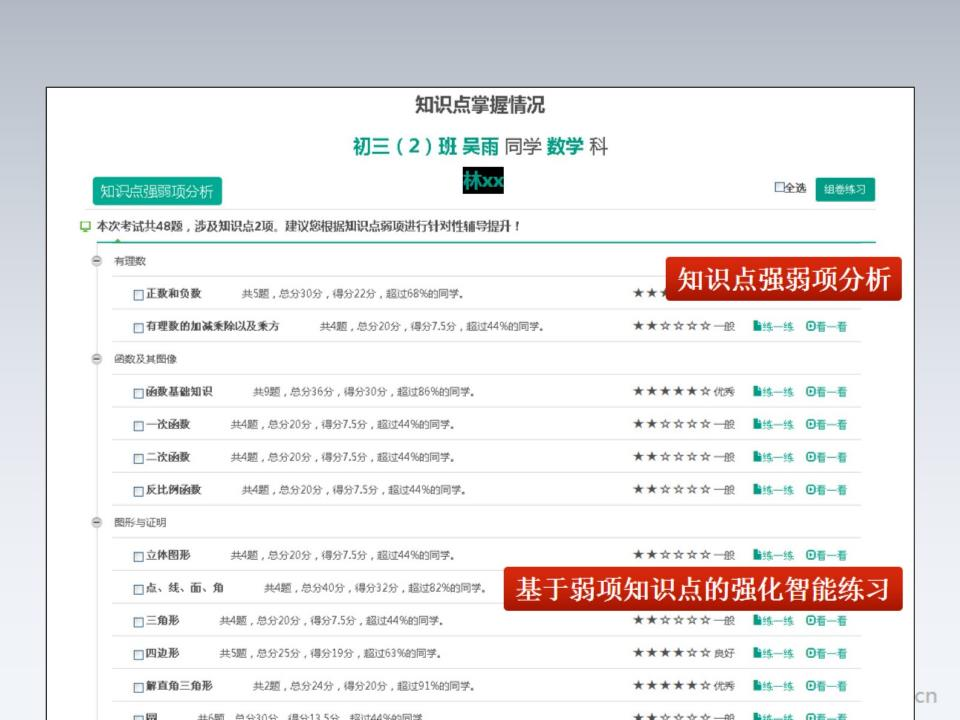 知识点掌握情况
初三（2）班 吴雨 同学 数学 科
林xx
知识点强弱项分析 全选 组卷练习
本次考试共48题，涉及知识点2项。建议您根据知识点弱项进行针对性辅导提升！
有理数
知识点强弱项分析
正数和负数 共5题，总分30分，得分22分，超过68%的同学。 ★★
有理数的加减乘除以及乘方 共4题，总分20分，得分7.5分，超过44%的同学。 ★★☆☆☆☆一般 练一练 看一看
函数及其图像
函数基础知识 共9题，总分36分，得分30分，超过86%的同学。 ★★★★★☆优秀 练一练 看一看
一次函数 共4题，总分20分，得分7.5分，超过44%的同学。 ★★☆☆☆☆一般 练一练 看一看
二次函数 共4题，总分20分，得分7.5分，超过44%的同学。 ★★☆☆☆☆一般 练一练 看一看
反比例函数 共4题，总分20分，得分7.5分，超过44%的同学。 ★★☆☆☆☆一般 练一练 看一看
图形与证明
立体图形 共4题，总分20分，得分7.5分，超过44%的同学。 ★★☆☆☆☆一般 练一练 看一看
点、线、面、角 共4题，总分40分，得分32分，超过82%的同学。
基于弱项知识点的强化智能练习
三角形 共4题，总分20分，得分7.5分，超过44%的同学。 ★★☆☆☆☆一般 练一练 看一看
四边形 共5题，总分25分，得分19分，超过63%的同学。 ★★★★☆☆良好 练一练 看一看
解直角三角形 共2题，总分24分，得分20分，超过91%的同学。 ★★★★★☆优秀 练一练 看一看
圆 共6题，总分30分，得分13.5分，超过44%的同学 ★★☆☆☆☆一般 练一练 看一看
cn